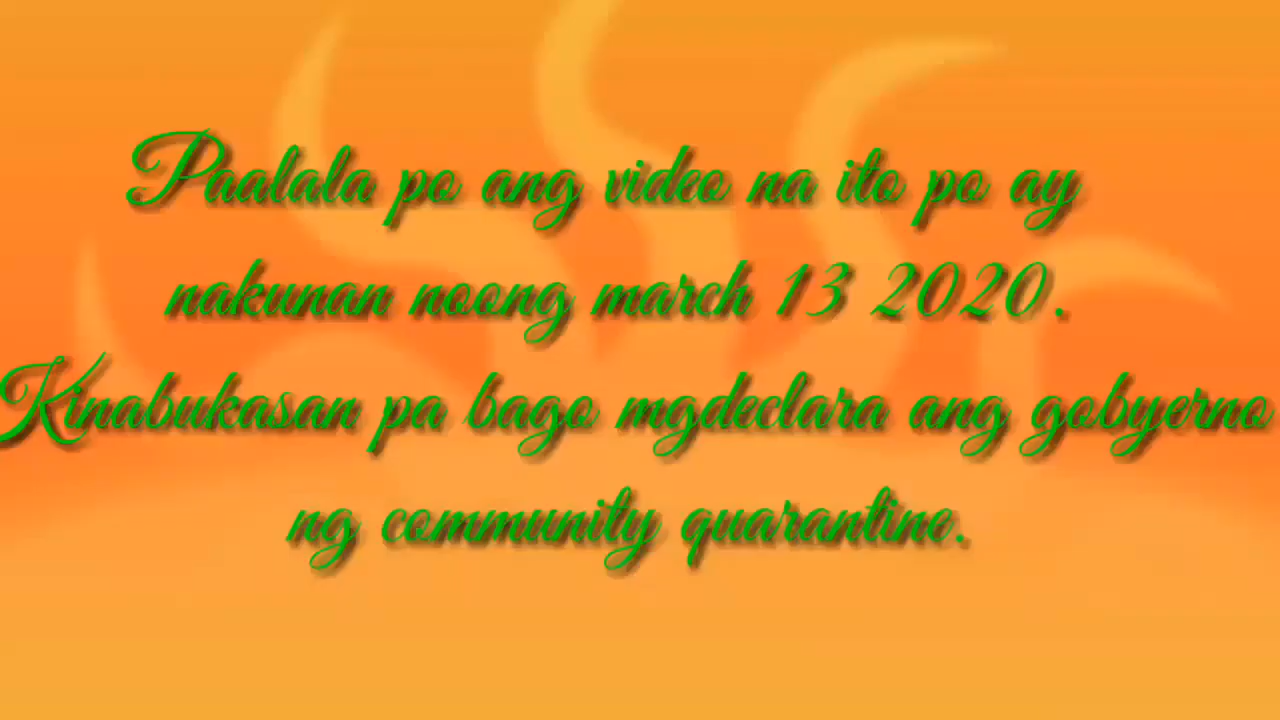 Paalala po ang video na ito po ay
nakunan noong march 13 2020.
Kinabukasan pa bago mgdeclara ang gobyerno
ng community quarantine.